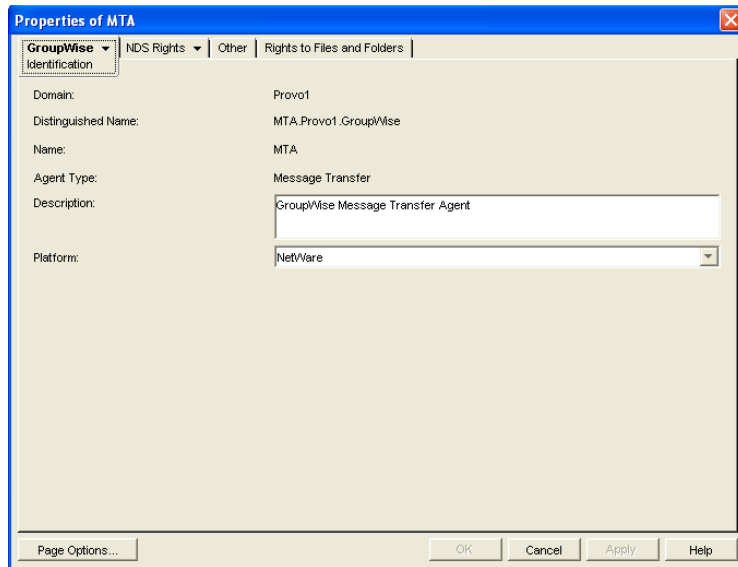 Properties of MTA
GroupWise NDS Rights Other Rights to Files and Folders
Identification
Domain: Provo1
Distinguished Name: MTA.Provo1.GroupWise
Name: MTA
Agent Type: Message Transfer
Description: GroupWise Message Transfer Agent
Platform: NetWare
Page Options... OK Cancel Apply Help